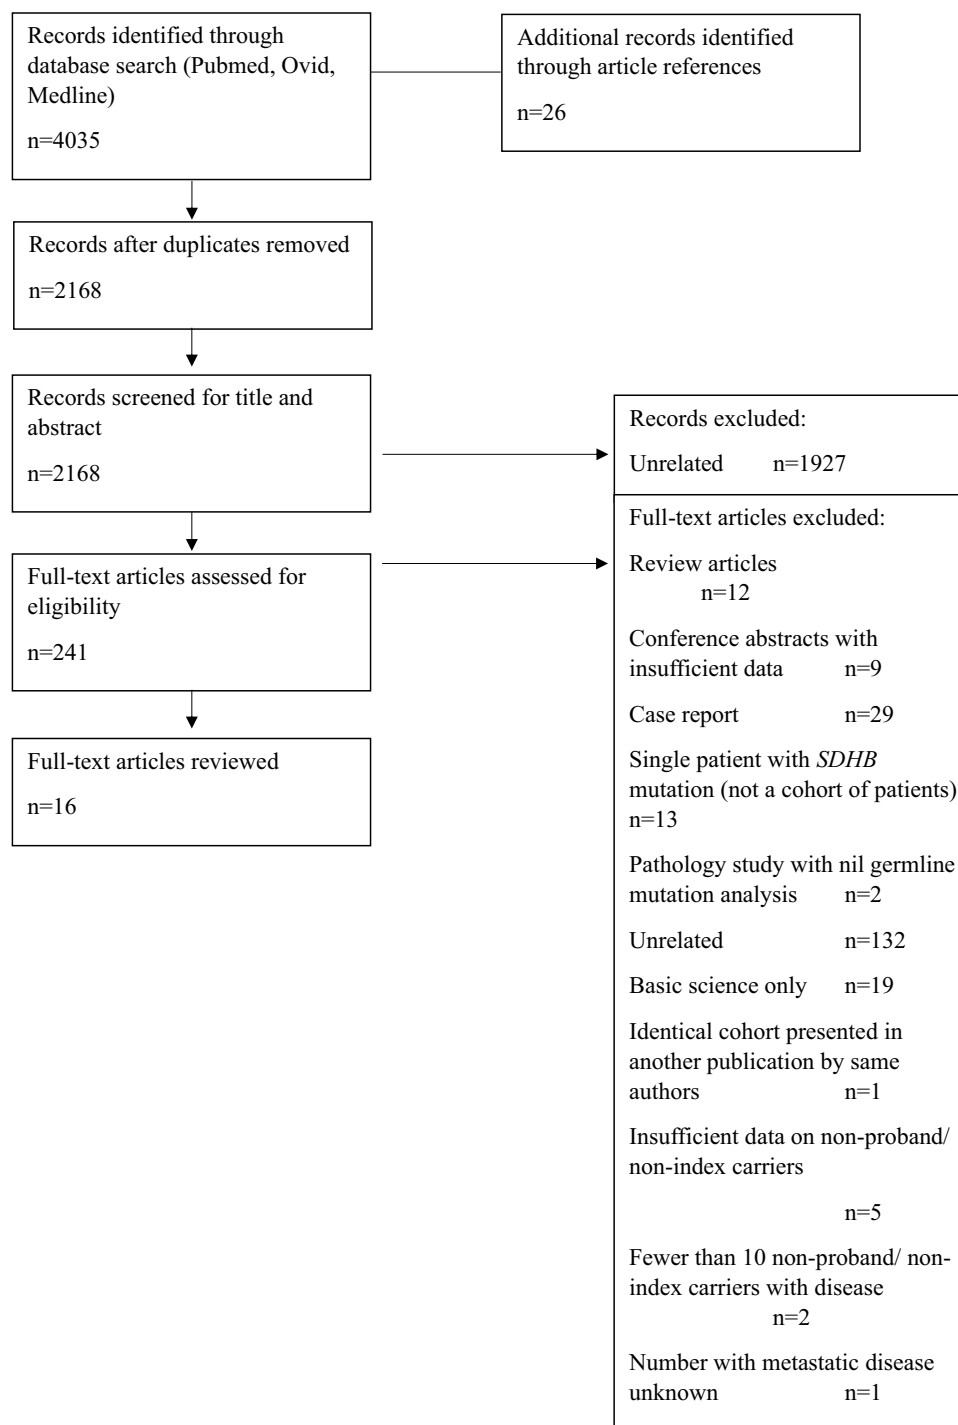 Records identified through
database search (Pubmed, Ovid,
Medline)
n=4035
Additional records identified
through article references
n=26
Records after duplicates removed
n=2168
Records screened for title and
abstract
n=2168
Records excluded:
Unrelated n=1927
Full-text articles assessed for
eligibility
n=241
Full-text articles reviewed
n=16
Full-text articles excluded:
Review articles
n=12
Conference abstracts with
insufficient data n=9
Case report n=29
Single patient with SDHB
mutation (not a cohort of patients)
n=13
Pathology study with nil germline
mutation analysis n=2
Unrelated n=132
Basic science only n=19
Identical cohort presented in
another publication by same
authors n=1
Insufficient data on non-proband/
non-index carriers
n=5
Fewer than 10 non-proband/ non-
index carriers with disease
n=2
Number with metastatic disease
unknown n=1